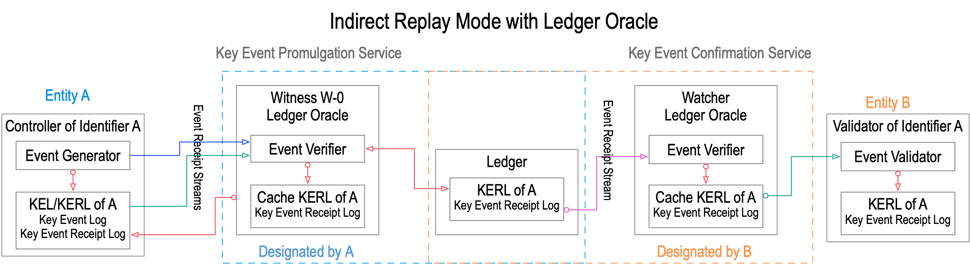 Indirect Replay Mode with Ledger Oracle
Key Event Promulgation Service
Key Event Confirmation Service
Entity A
Controller of Identifier A
Event Generator
KEL/KERL of A
Key Event Log
Key Event Receipt Log
Event Receipt Streams
Witness W-0
Ledger Oracle
Event Verifier
Cache KERL of A
Key Event Receipt Log
Designated by A
Ledger
KERL of A
Key Event Receipt Log
Event Receipt Stream
Watcher
Ledger Oracle
Event Verifier
Cache KERL of A
Key Event Receipt Log
Designated by B
Entity B
Validator of Identifier A
Event Validator
KERL of A
Key Event Receipt Log